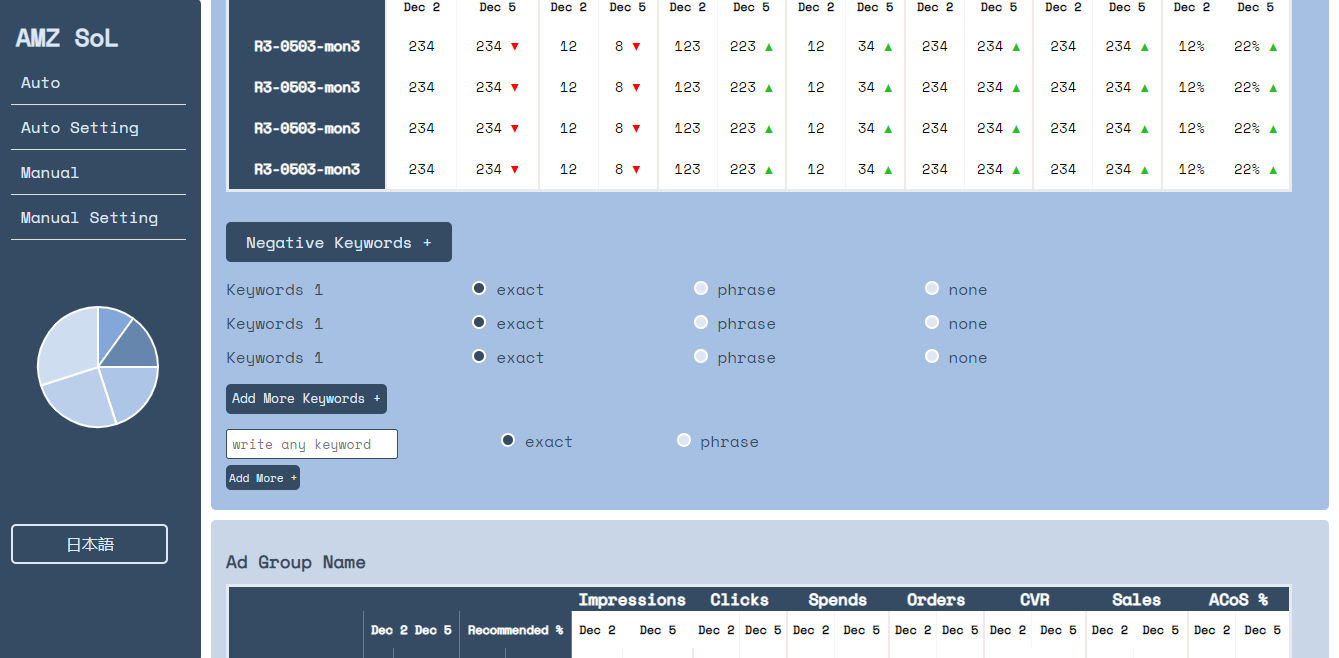 AMZ SoL
Auto
Auto Setting
Manual
Manual Setting
日本語
Dec 2 Dec 5 Dec 2 Dec 5 Dec 2 Dec 5 Dec 2 Dec 5 Dec 2 Dec 5 Dec 2 Dec 5 Dec 2 Dec 5
R3-0503-mon3 234 234 ▼ 12 8 ▼ 123 223 ▲ 12 34 ▲ 234 234 ▲ 234 234 ▲ 12% 22% ▲
R3-0503-mon3 234 234 ▼ 12 8 ▼ 123 223 ▲ 12 34 ▲ 234 234 ▲ 234 234 ▲ 12% 22% ▲
R3-0503-mon3 234 234 ▼ 12 8 ▼ 123 223 ▲ 12 34 ▲ 234 234 ▲ 234 234 ▲ 12% 22% ▲
R3-0503-mon3 234 234 ▼ 12 8 ▼ 123 223 ▲ 12 34 ▲ 234 234 ▲ 234 234 ▲ 12% 22% ▲
Negative Keywords +
Keywords 1 exact phrase none
Keywords 1 exact phrase none
Keywords 1 exact phrase none
Add More Keywords +
write any keyword exact phrase
Add More +
Ad Group Name
Impressions Clicks Spends Orders CVR Sales ACoS %
Dec 2 Dec 5 Recommended % Dec 2 Dec 5 Dec 2 Dec 5 Dec 2 Dec 5 Dec 2 Dec 5 Dec 2 Dec 5 Dec 2 Dec 5 Dec 2 Dec 5